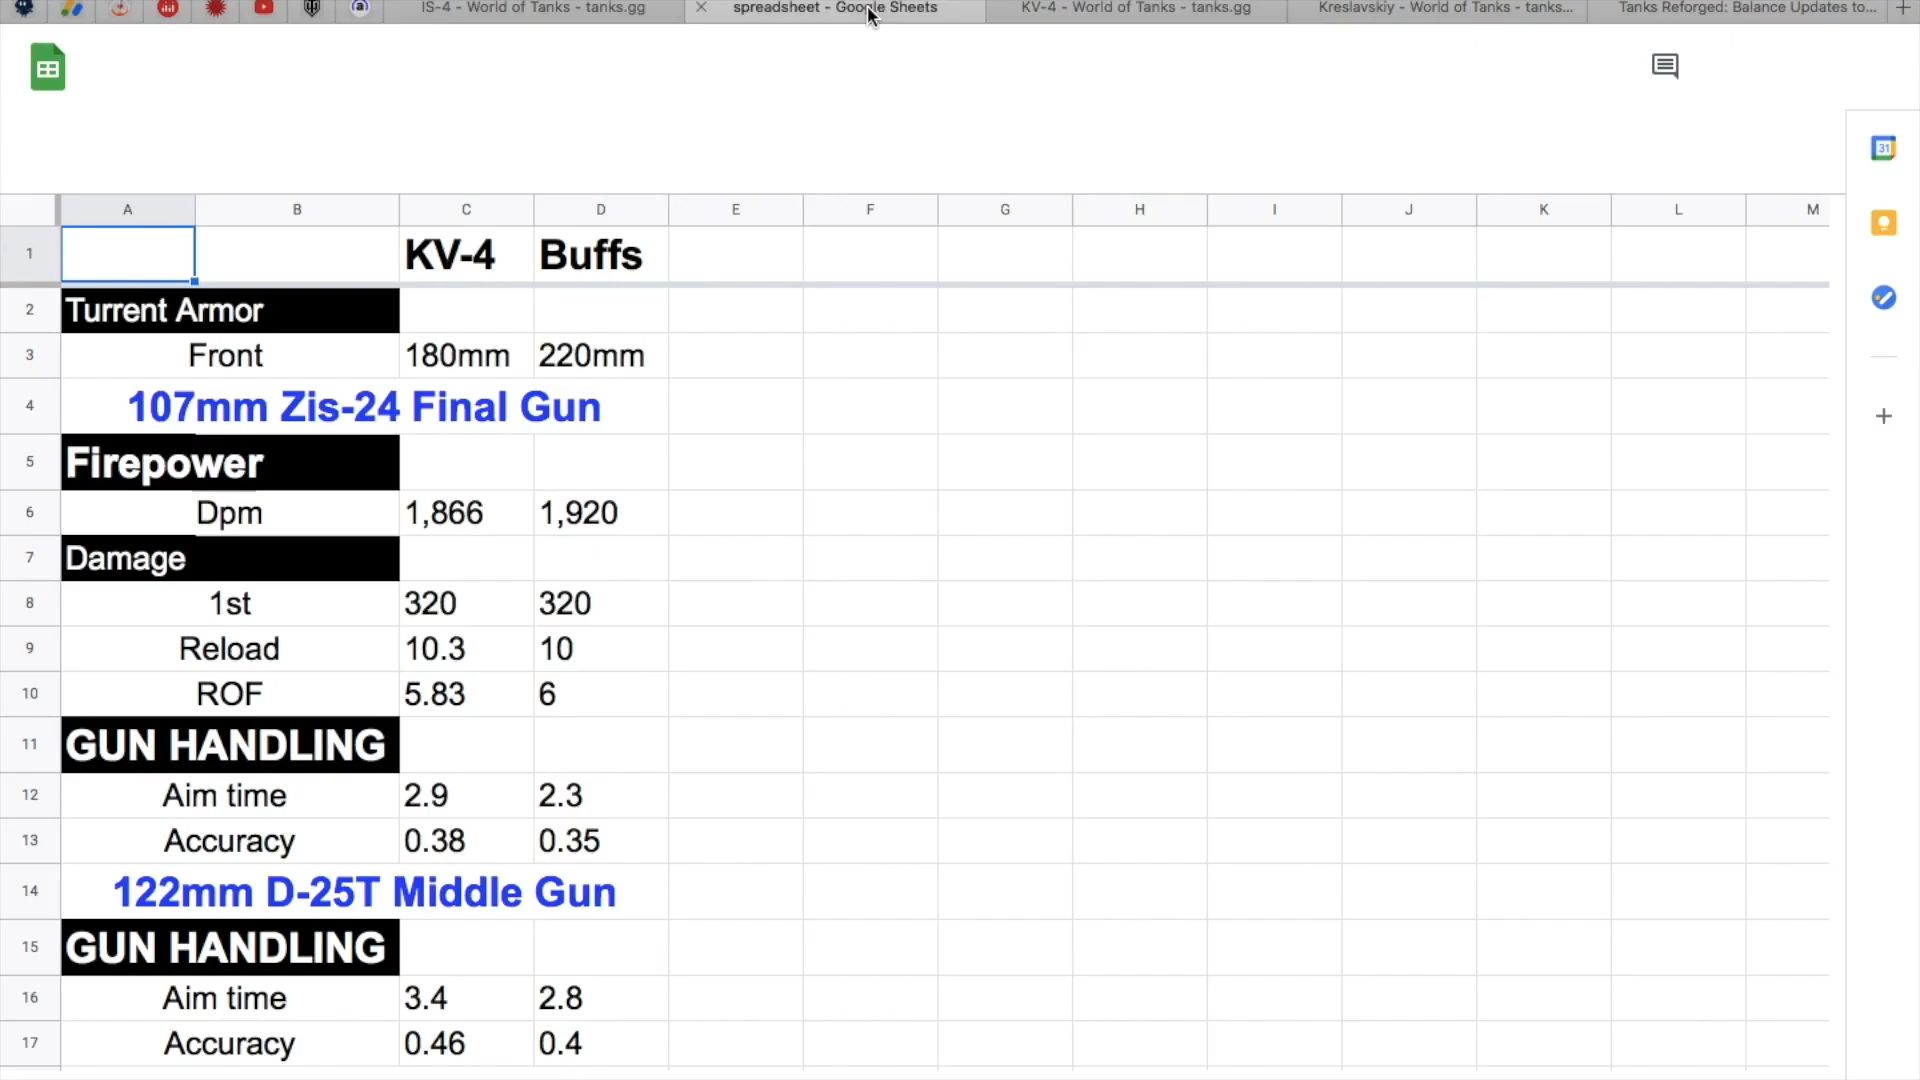 IS-4 - World of Tanks - tanks.gg
spreadsheet - Google Sheets
KV-4 - World of Tanks - tanks.gg
Kreslavskiy - World of Tanks - tanks...
Tanks Reforged: Balance Updates to...
31
A B C D E F G H I J K L M
1 KV-4 Buffs
2 Turrent Armor
3 Front 180mm 220mm
4 107mm Zis-24 Final Gun
5 Firepower
6 Dpm 1,866 1,920
7 Damage
8 1st 320 320
9 Reload 10.3 10
10 ROF 5.83 6
11 GUN HANDLING
12 Aim time 2.9 2.3
13 Accuracy 0.38 0.35
14 122mm D-25T Middle Gun
15 GUN HANDLING
16 Aim time 3.4 2.8
17 Accuracy 0.46 0.4